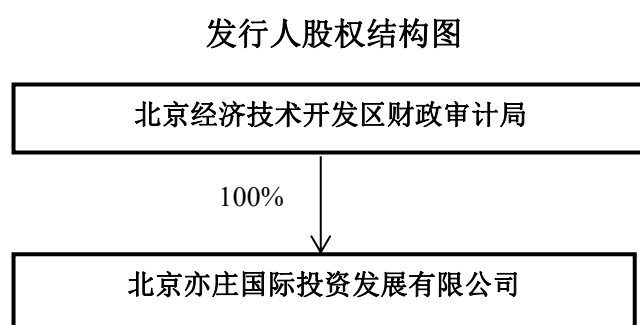 发行人股权结构图
北京经济技术开发区财政审计局
100%
北京亦庄国际投资发展有限公司